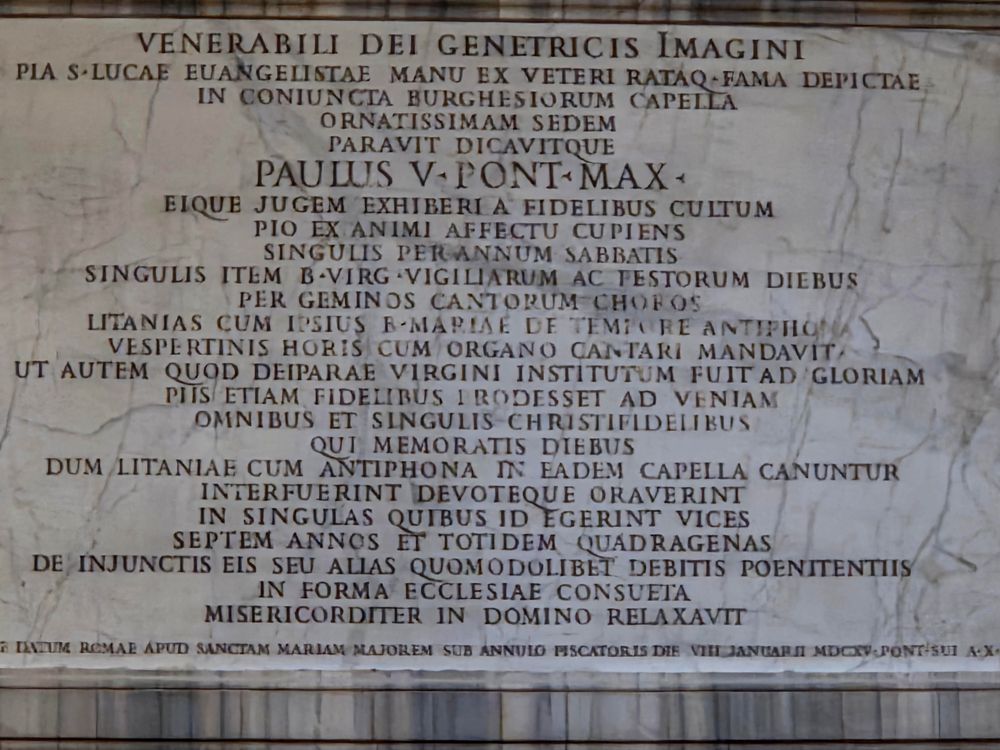 VENERABILI DEI GENETRICIS IMAGINI
PIA S·LUCAE EUANGELISTAE MANU EX VETERI RATAQ·FAMA DEPICTAE
IN CONIUNCTA BURGHESIORUM CAPELLA
ORNATISSIMAM SEDEM
PARAVIT DICAVITQUE
PAULUS V·PONT·MAX·
EIQUE JUGEM EXHIBERI A FIDELIBUS CULTUM
PIO EX ANIMI AFFECTU CUPIENS
SINGULIS PER ANNUM SABBATIS
SINGULIS ITEM B·VIRG·VIGILIARUM AC FESTORUM DIEBUS
PER GEMINOS CANTORUM CHOROS
LITANIAS CUM IPSIUS B·MARIAE DE TEMPORE ANTIPHONA
VESPERTINIS HORIS CUM ORGANO CANTARI MANDAVIT·
UT AUTEM QUOD DEIPARAE VIRGINI INSTITUTUM FUIT AD GLORIAM
PIIS ETIAM FIDELIBUS PRODESSET AD VENIAM
OMNIBUS ET SINGULIS CHRISTIFIDELIBUS
QUI MEMORATIS DIEBUS
DUM LITANIAE CUM ANTIPHONA IN EADEM CAPELLA CANUNTUR
INTERFUERINT DEVOTEQUE ORAVERINT
IN SINGULAS QUIBUS ID EGERINT VICES
SEPTEM ANNOS ET TOTIDEM QUADRAGENAS
DE INJUNCTIS EIS SEU ALIAS QUOMODOLIBET DEBITIS POENITENTIIS
IN FORMA ECCLESIAE CONSUETA
MISERICORDITER IN DOMINO RELAXAVIT
DATUM ROMAE APUD SANCTAM MARIAM MAJOREM SUB ANNULO PISCATORIS DIE VIII JANUARII MDCXV·PONT·SUI A·X·